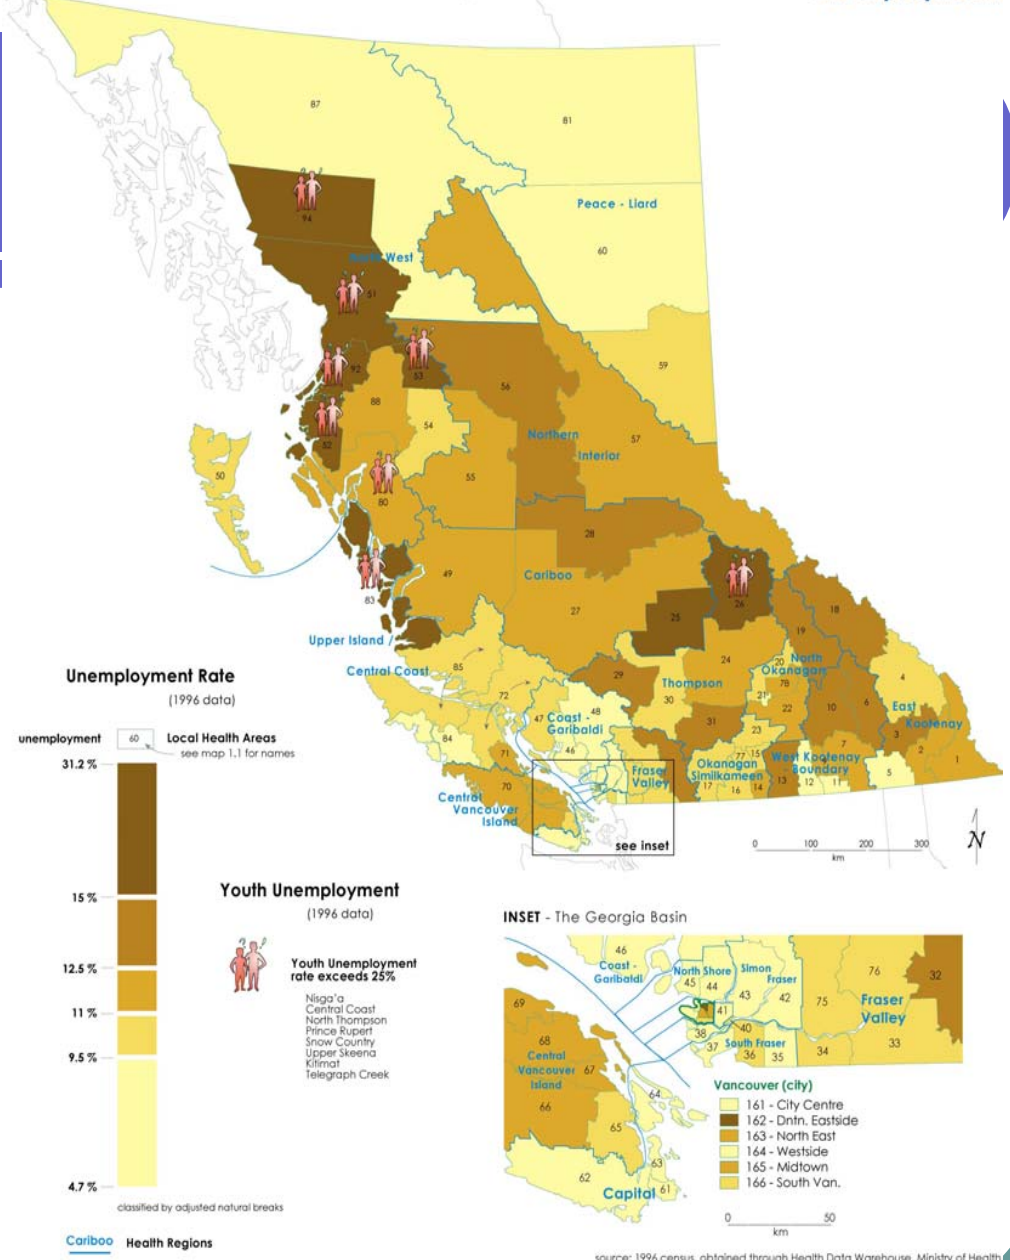 87
81
94
Peace - Liard
North West
60
51
59
53
92
56
88
54
57
52
Northern
Interior
50
55
80
28
49
Cariboo
83
27
25
26
18
19
Upper Island /
Central Coast
85
24
20
North
Okanagan
29
Thompson
78
4
72
30
21
22
10
6
East
Kootenay
47
Coast -
Garibaldi
48
31
23
3
2
84
71
46
77
15
7
1
West Kootenay
- Boundary
Okanagan
Similkameen
Fraser
Valley
70
17
16
14
13
12
11
5
Central
Vancouver
Island
see inset
0 100 200 300
km
N
Unemployment Rate
(1996 data)
unemployment
60
Local Health Areas
see map 1.1 for names
31.2 %
15 %
12.5 %
11 %
9.5 %
4.7 %
classified by adjusted natural breaks
Cariboo Health Regions
Youth Unemployment
(1996 data)
Youth Unemployment
rate exceeds 25%
Nisga'a
Central Coast
North Thompson
Prince Rupert
Snow Country
Upper Skeena
Kitimat
Telegraph Creek
INSET - The Georgia Basin
46
Coast -
Garibaldi
North Shore
Simon
Fraser
45
44
43
42
76
32
69
75
Fraser
Valley
41
68
38
40
37
South Fraser
36
35
34
33
Central
Vancouver
Island
67
66
64
65
63
62
61
Capital
Vancouver (city)
161 - City Centre
162 - Dntn. Eastside
163 - North East
164 - Westside
165 - Midtown
166 - South Van.
0 50
km
source: 1996 census, obtained through Health Data Warehouse, Ministry of Health